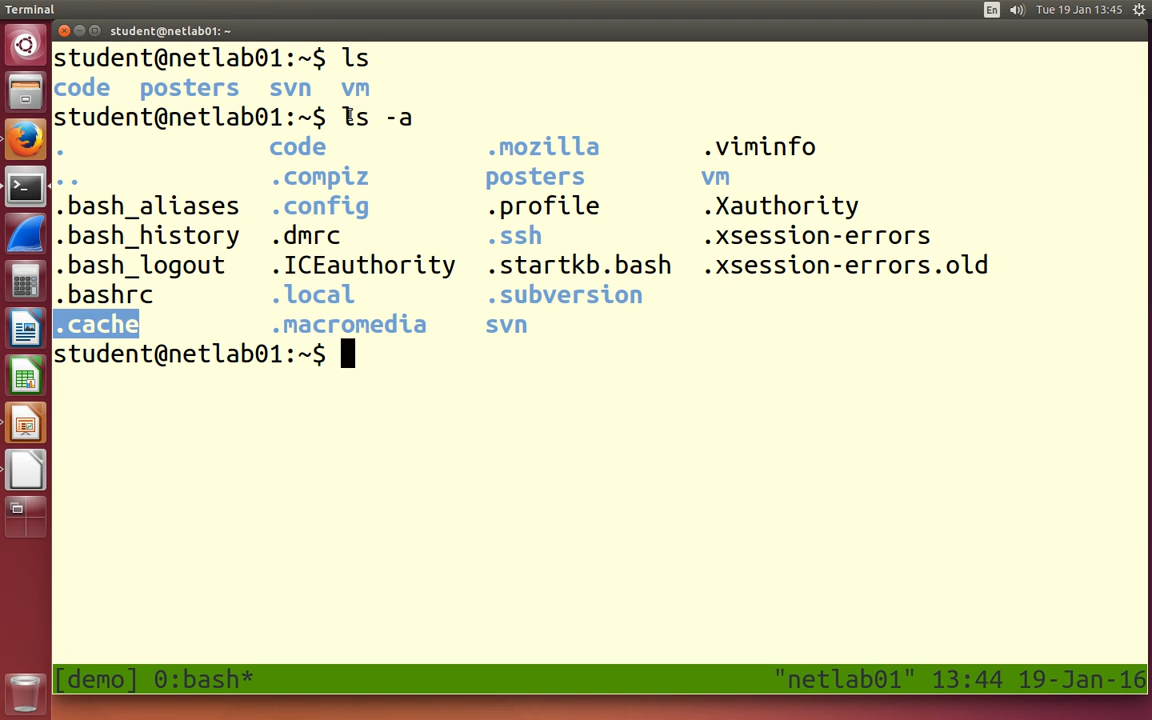 Terminal
En
Tue 19 Jan 13:45
student@netlab01: ~
student@netlab01:~$ ls
code posters svn vm
student@netlab01:~$ ls -a
. code .mozilla .viminfo
.. .compiz posters vm
.bash_aliases .config .profile .Xauthority
.bash_history .dmrc .ssh .xsession-errors
.bash_logout .ICEauthority .startkb.bash .xsession-errors.old
.bashrc .local .subversion
.cache .macromedia svn
student@netlab01:~$
[demo] 0:bash* "netlab01" 13:44 19-Jan-16